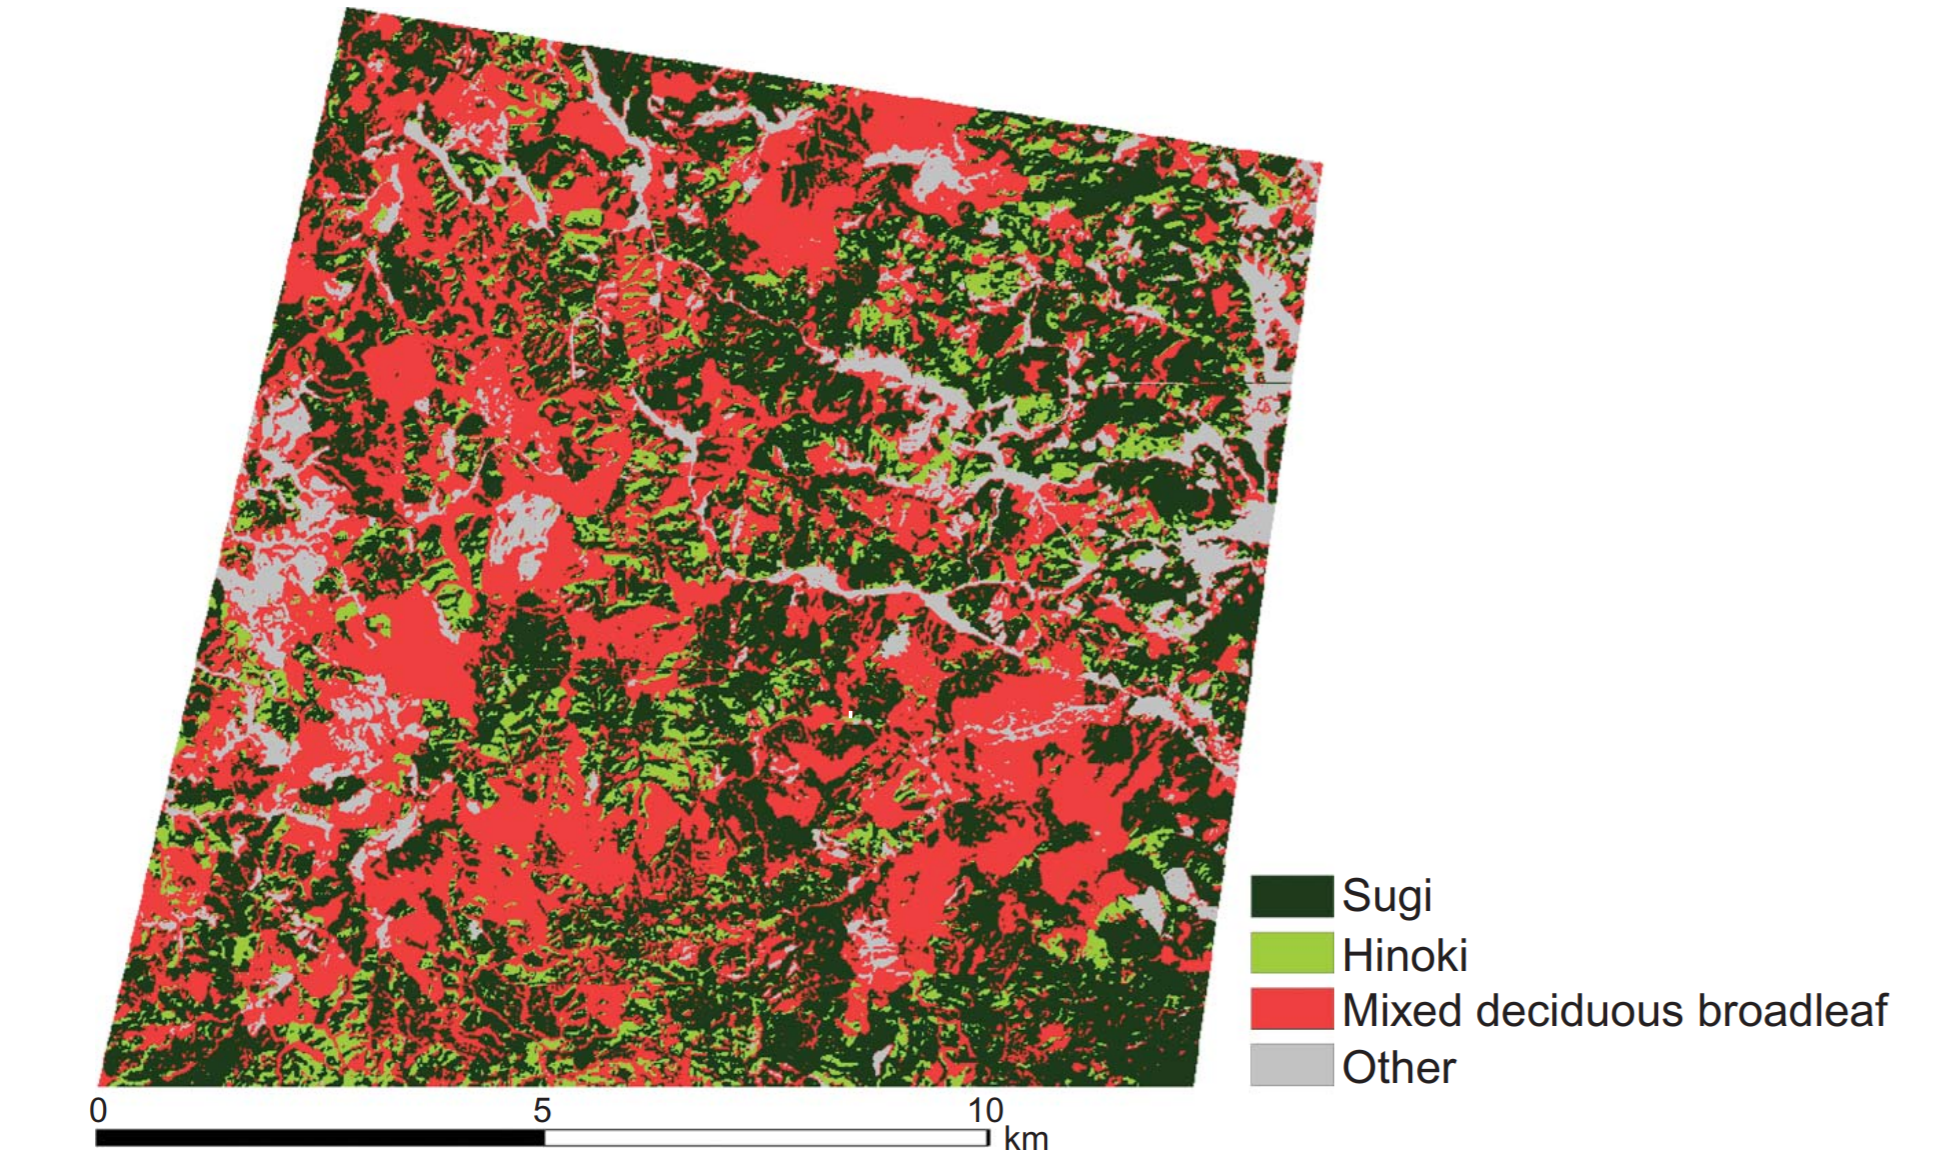 Sugi
Hinoki
Mixed deciduous broadleaf
Other
0 5 10
km